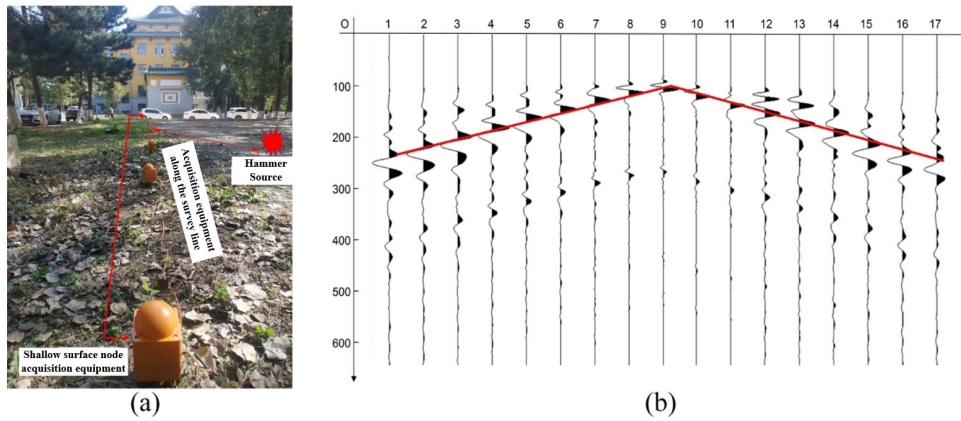 Hammer
Source
Acquisition equipment
along the survey line
Shallow surface node
acquisition equipment
(a)
O 1 2 3 4 5 6 7 8 9 10 11 12 13 14 15 16 17
100
200
300
400
500
600
(b)